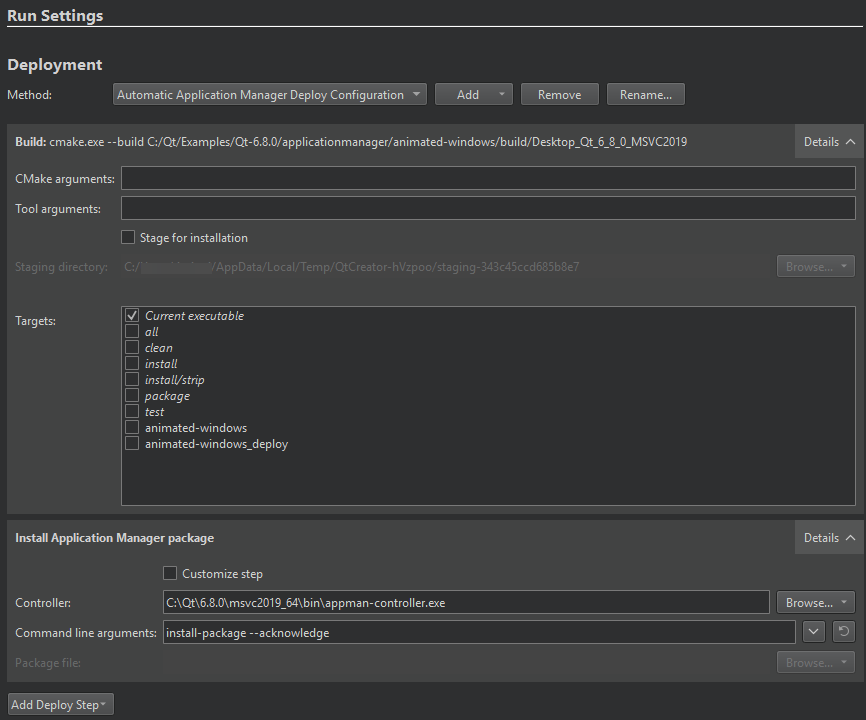 Run Settings
Deployment
Method: Automatic Application Manager Deploy Configuration Add Remove Rename...
Build: cmake.exe --build C:/Qt/Examples/Qt-6.8.0/applicationmanager/animated-windows/build/Desktop_Qt_6_8_0_MSVC2019 Details
CMake arguments:
Tool arguments:
Stage for installation
Staging directory: C:/ /AppData/Local/Temp/QtCreator-hVzpoo/staging-343c45ccd685b8e7 Browse...
Targets: Current executable
all
clean
install
install/strip
package
test
animated-windows
animated-windows_deploy
Install Application Manager package Details
Customize step
Controller: C:\Qt\6.8.0\msvc2019_64\bin\appman-controller.exe Browse...
Command line arguments: install-package --acknowledge
Package file: Browse...
Add Deploy Step